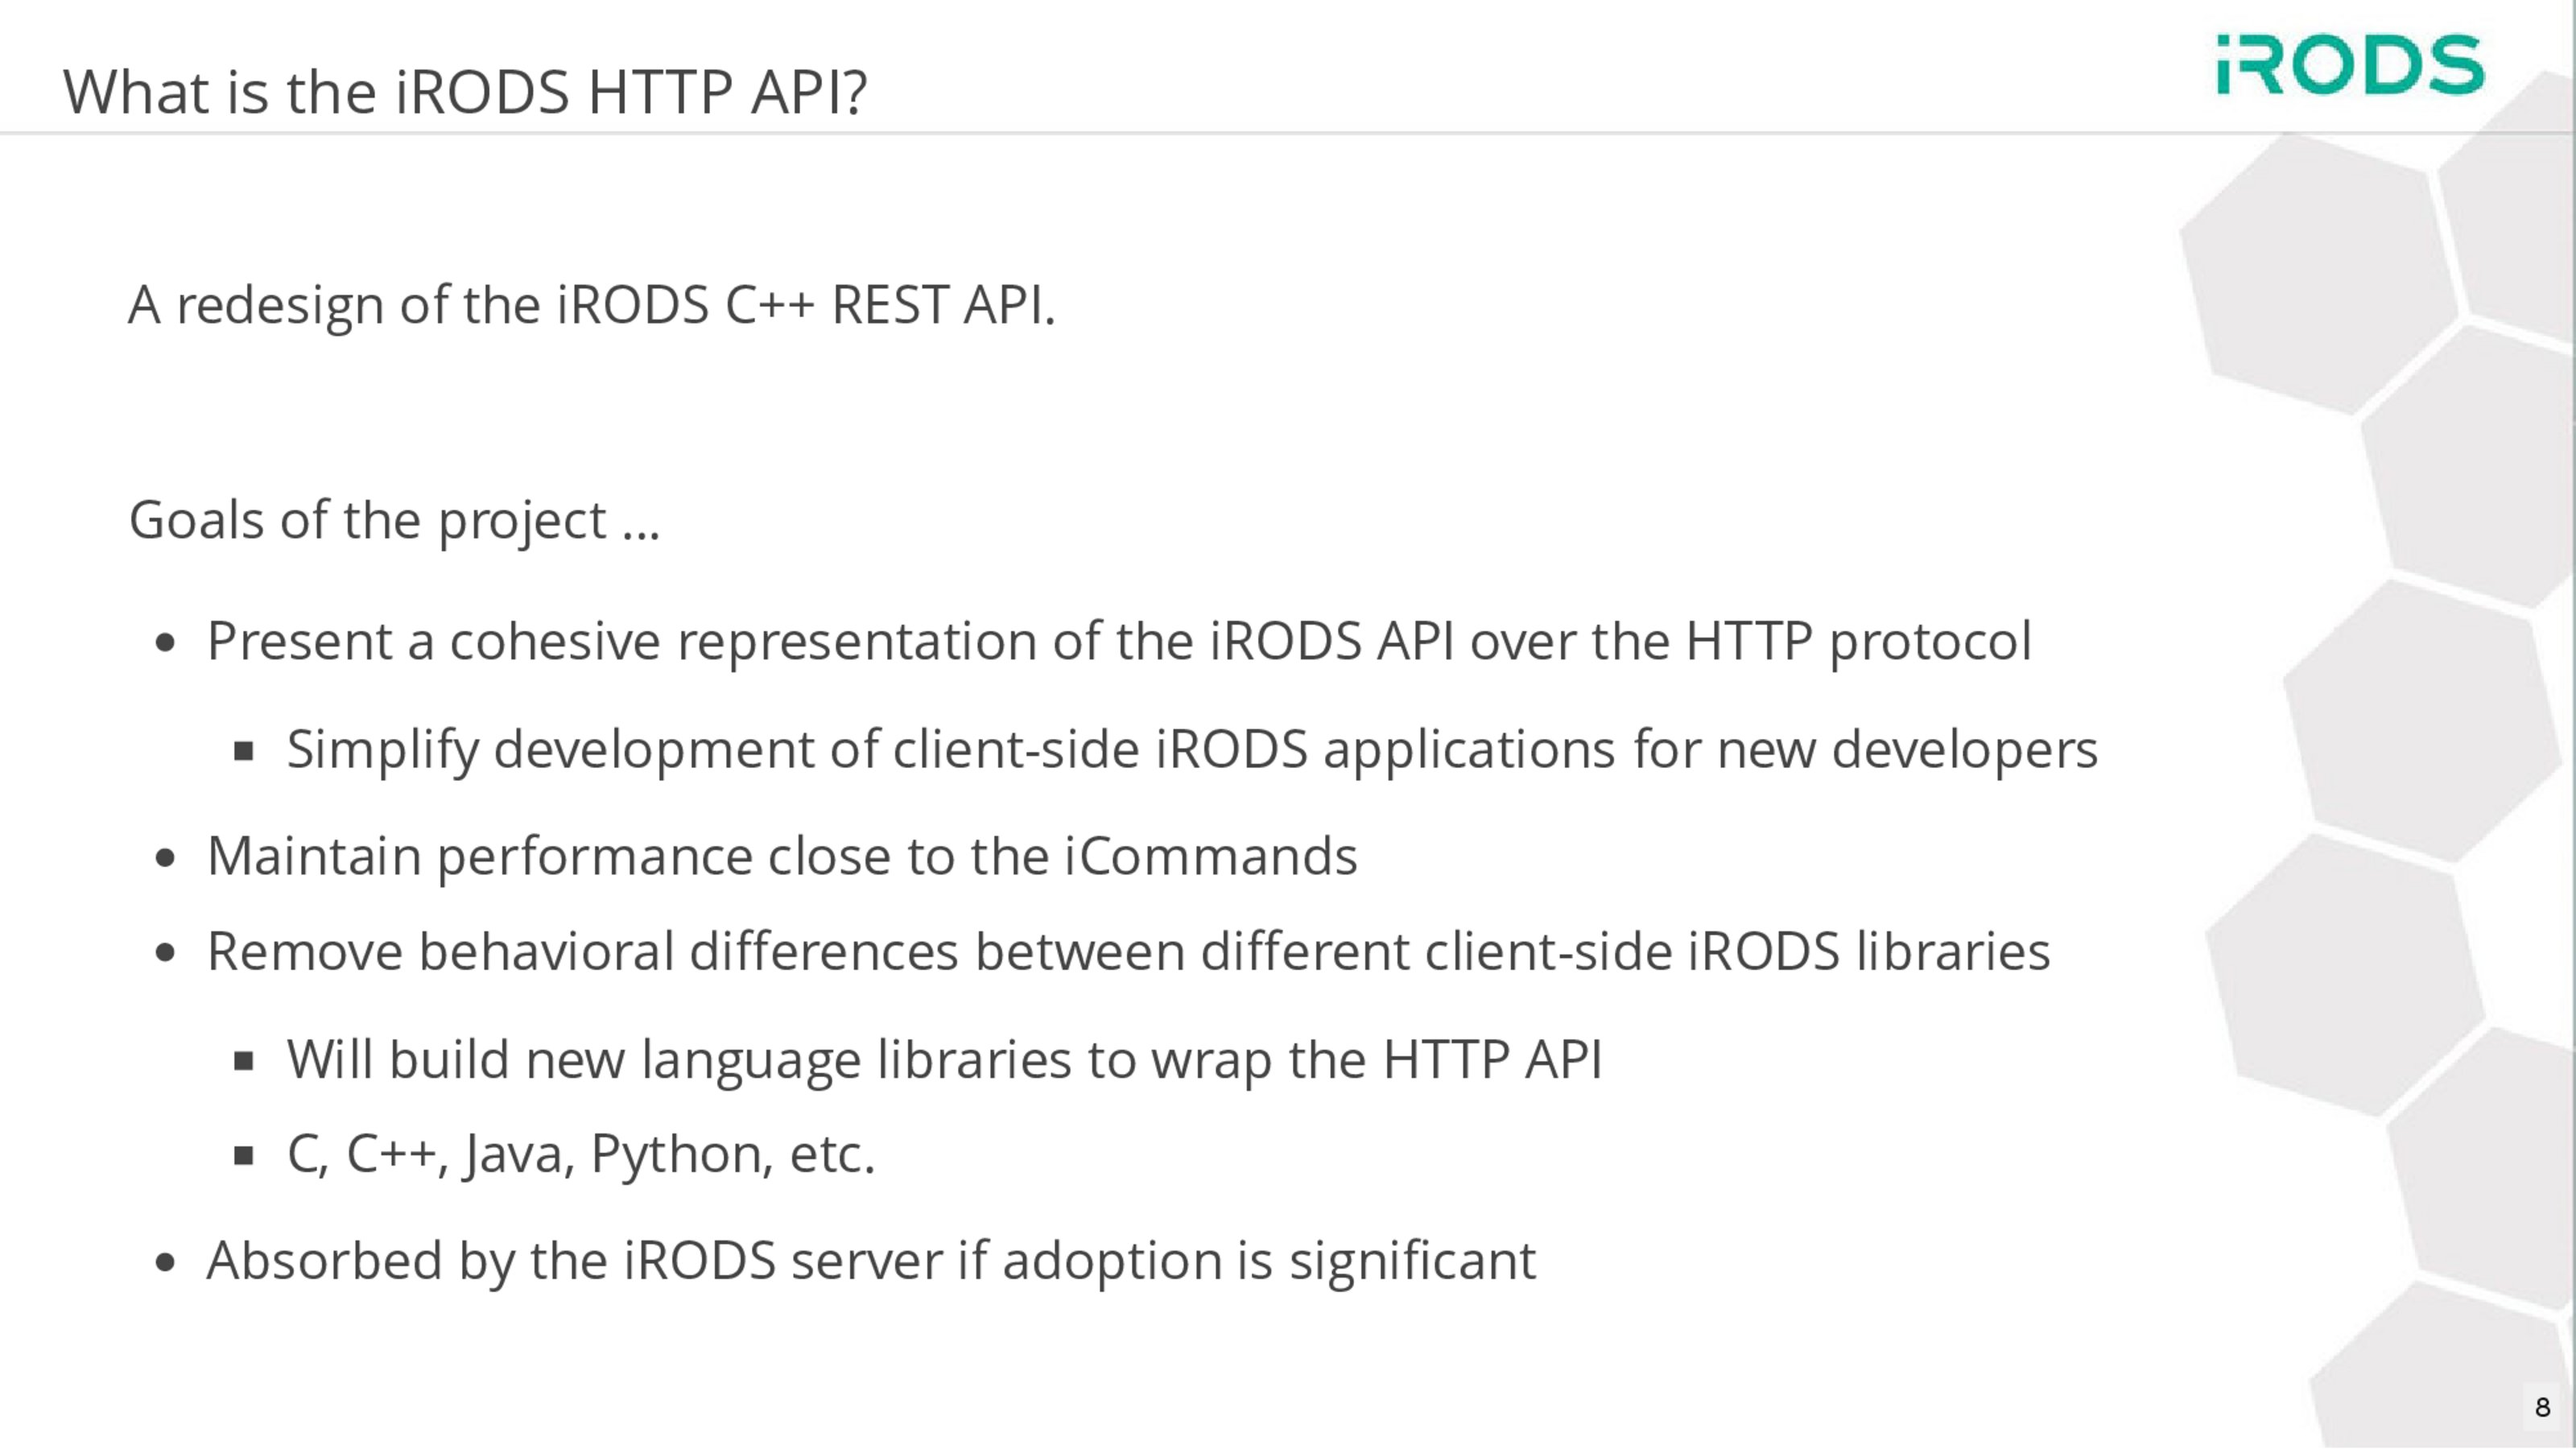 What is the iRODS HTTP API?
iRODS
A redesign of the iRODS C++ REST API.
Goals of the project ...
• Present a cohesive representation of the iRODS API over the HTTP protocol
▪ Simplify development of client-side iRODS applications for new developers
• Maintain performance close to the iCommands
• Remove behavioral differences between different client-side iRODS libraries
▪ Will build new language libraries to wrap the HTTP API
▪ C, C++, Java, Python, etc.
• Absorbed by the iRODS server if adoption is significant
8